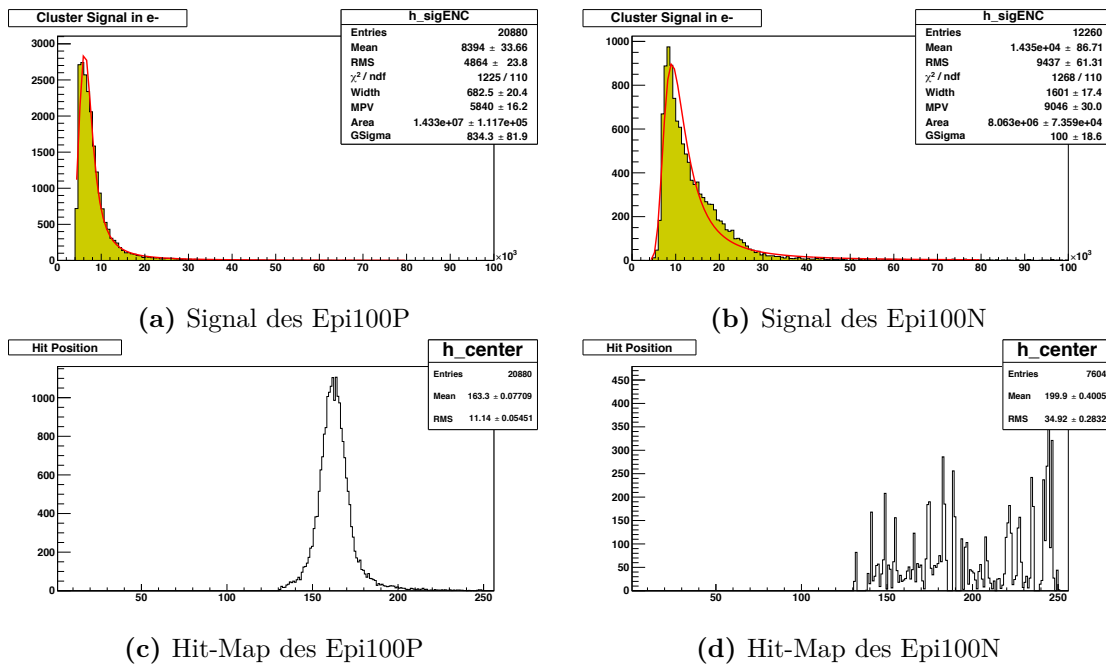 Cluster Signal in e-
h_sigENC
Entries 20880
Mean 8394 ± 33.66
RMS 4864 ± 23.8
χ² / ndf 1225 / 110
Width 682.5 ± 20.4
MPV 5840 ± 16.2
Area 1.433e+07 ± 1.117e+05
GSigma 834.3 ± 81.9
3000
2500
2000
1500
1000
500
0
0 20 40 60 80 100
×10³
(a) Signal des Epi100P
Cluster Signal in e-
h_sigENC
Entries 12260
Mean 1.435e+04 ± 86.71
RMS 9437 ± 61.31
χ² / ndf 1268 / 110
Width 1601 ± 17.4
MPV 9046 ± 30.0
Area 8.063e+06 ± 7.359e+04
GSigma 100 ± 18.6
1000
800
600
400
200
0
0 10 20 30 40 50 60 70 80 90 100
×10³
(b) Signal des Epi100N
Hit Position
h_center
Entries 20880
Mean 163.3 ± 0.07709
RMS 11.14 ± 0.05451
1000
800
600
400
200
0
50 100 150 200 250
(c) Hit-Map des Epi100P
Hit Position
h_center
Entries 7604
Mean 199.9 ± 0.4005
RMS 34.92 ± 0.2832
450
400
350
300
250
200
150
100
50
0
50 100 150 200 250
(d) Hit-Map des Epi100N